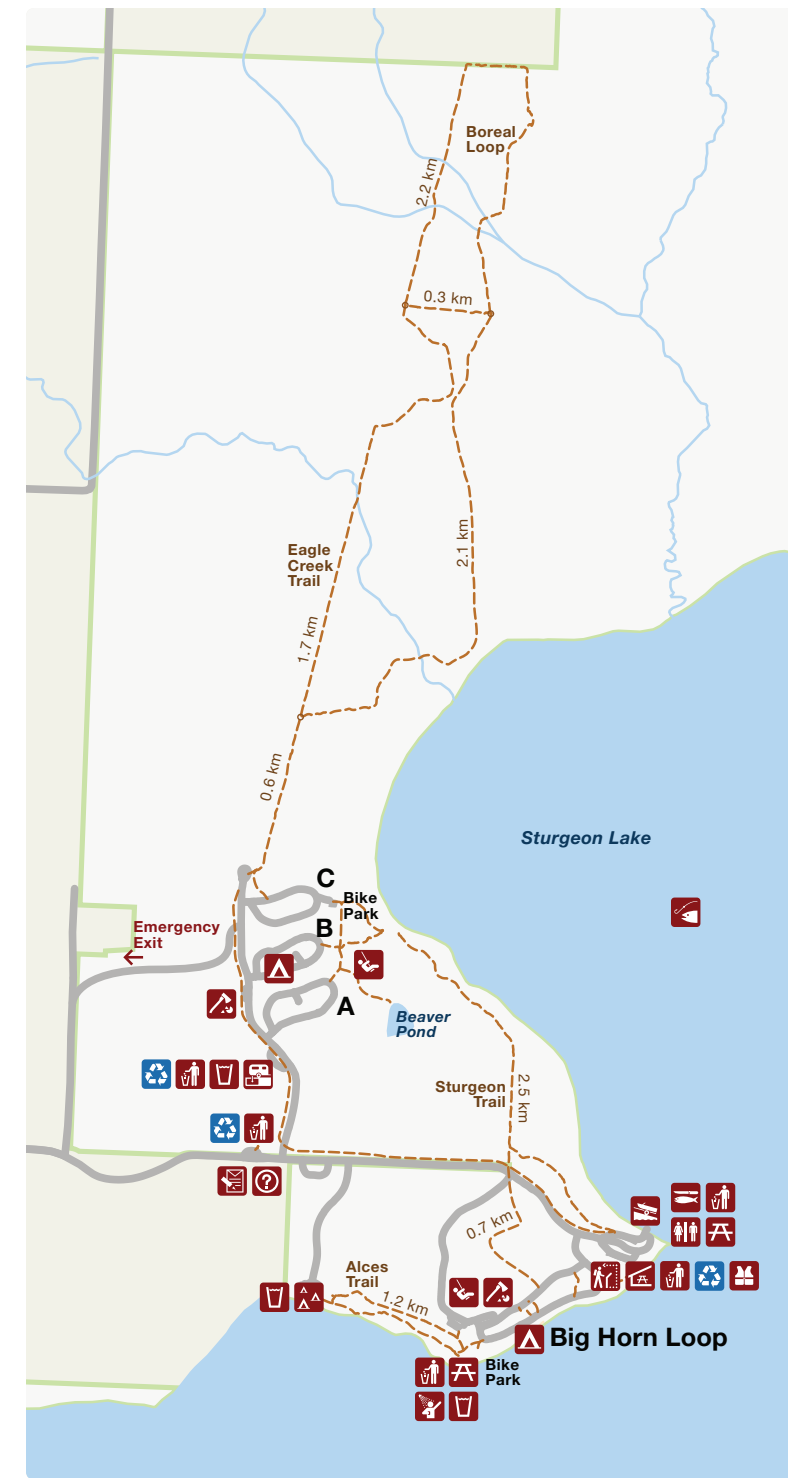 Boreal
Loop
2.2 km
0.3 km
2.1 km
Eagle
Creek
Trail
1.7 km
0.6 km
Sturgeon Lake
C
Bike
Park
B
Emergency
Exit
A
Beaver
Pond
Sturgeon
Trail
2.5 km
0.7 km
Alces
Trail
1.2 km
Big Horn Loop
Bike
Park
?